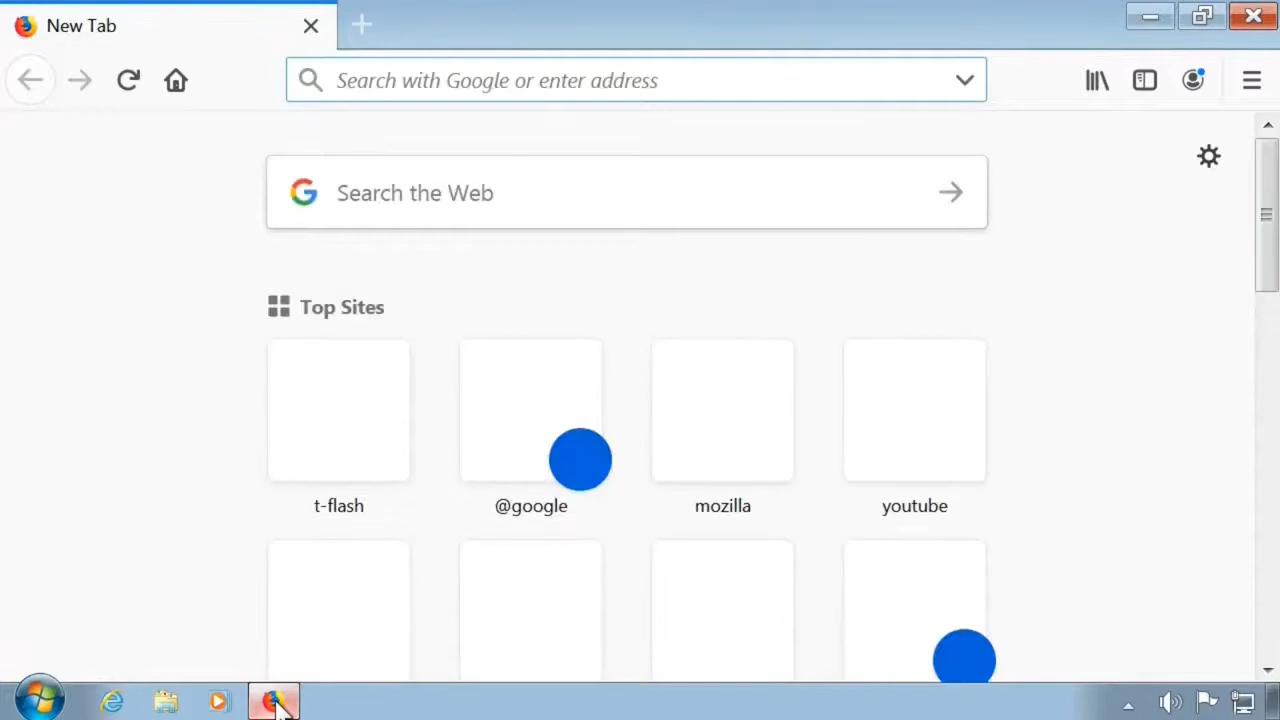 New Tab
Search with Google or enter address
Search the Web
Top Sites
t-flash
@google
mozilla
youtube